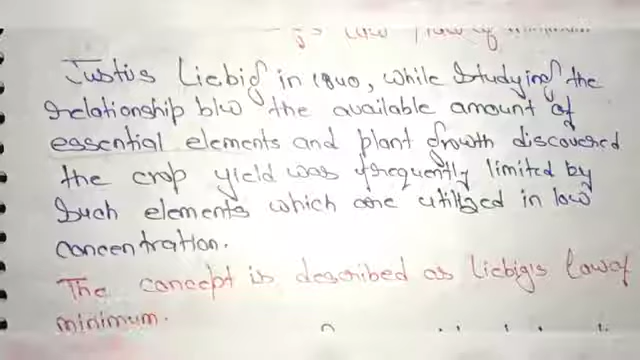 Justus Liebig in 1840, while studying the
relationship b/w the available amount of
essential elements and plant growth discovered
the crop yield was frequently limited by
such elements which are utilized in low
concentration.
The concept is described as Liebig's law of
minimum.